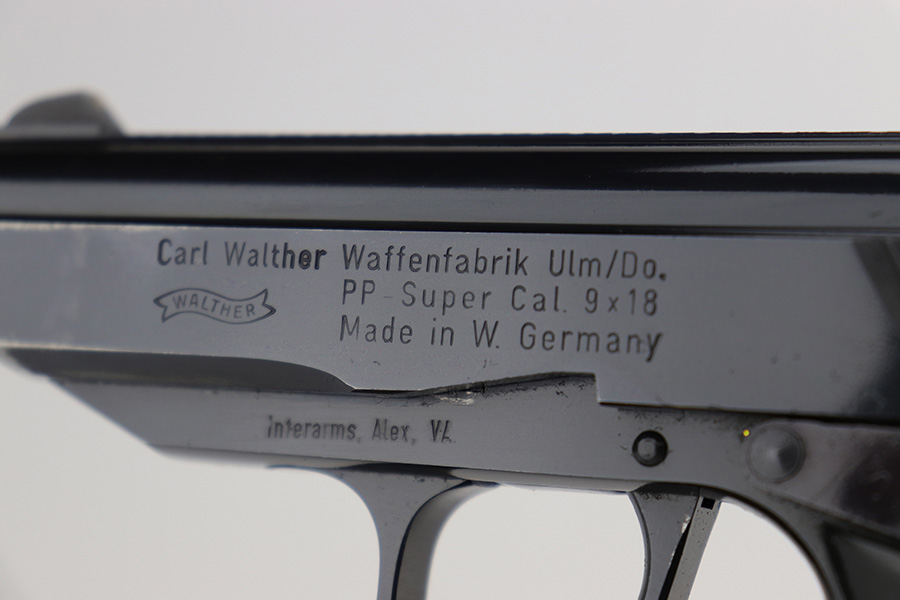 Carl Walther Waffenfabrik Ulm/Do.
WALTHER
PP-Super Cal. 9x18
Made in W. Germany
Interarms, Alex, VA.